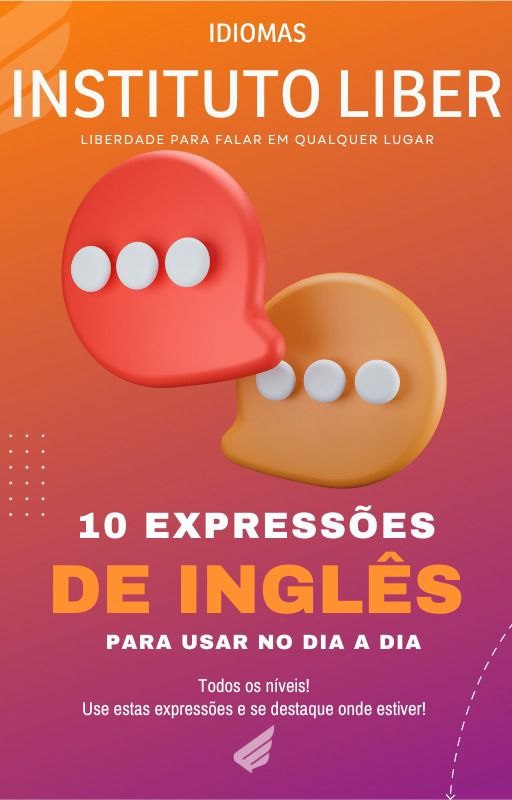 IDIOMAS
INSTITUTO LIBER
LIBERDADE PARA FALAR EM QUALQUER LUGAR
10 EXPRESSÕES
DE INGLÊS
PARA USAR NO DIA A DIA
Todos os níveis!
Use estas expressões e se destaque onde estiver!